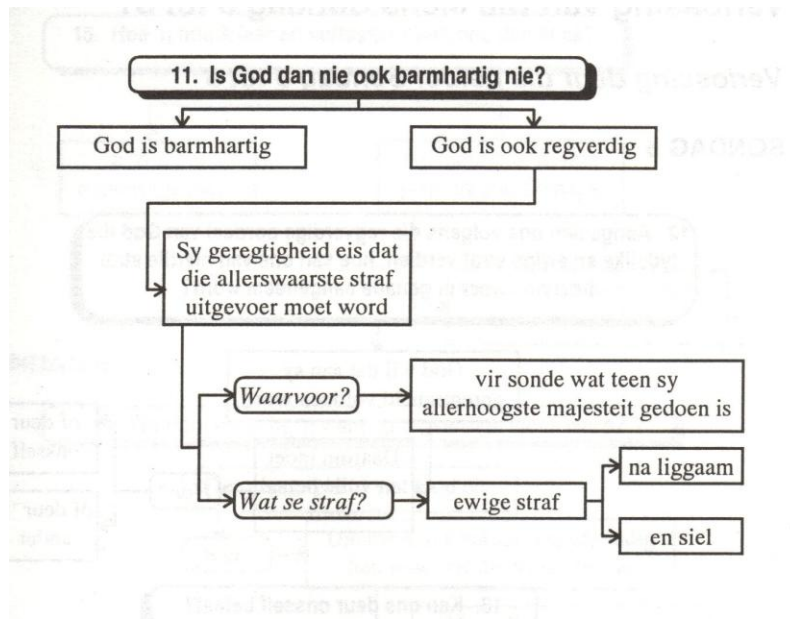 11. Is God dan nie ook barmhartig nie?
God is barmhartig
God is ook regverdig
Sy geregtigheid eis dat
die allerswaarste straf
uitgevoer moet word
Waarvoor?
vir sonde wat teen sy
allerhoogste majesteit gedoen is
Wat se straf?
ewige straf
na liggaam
en siel